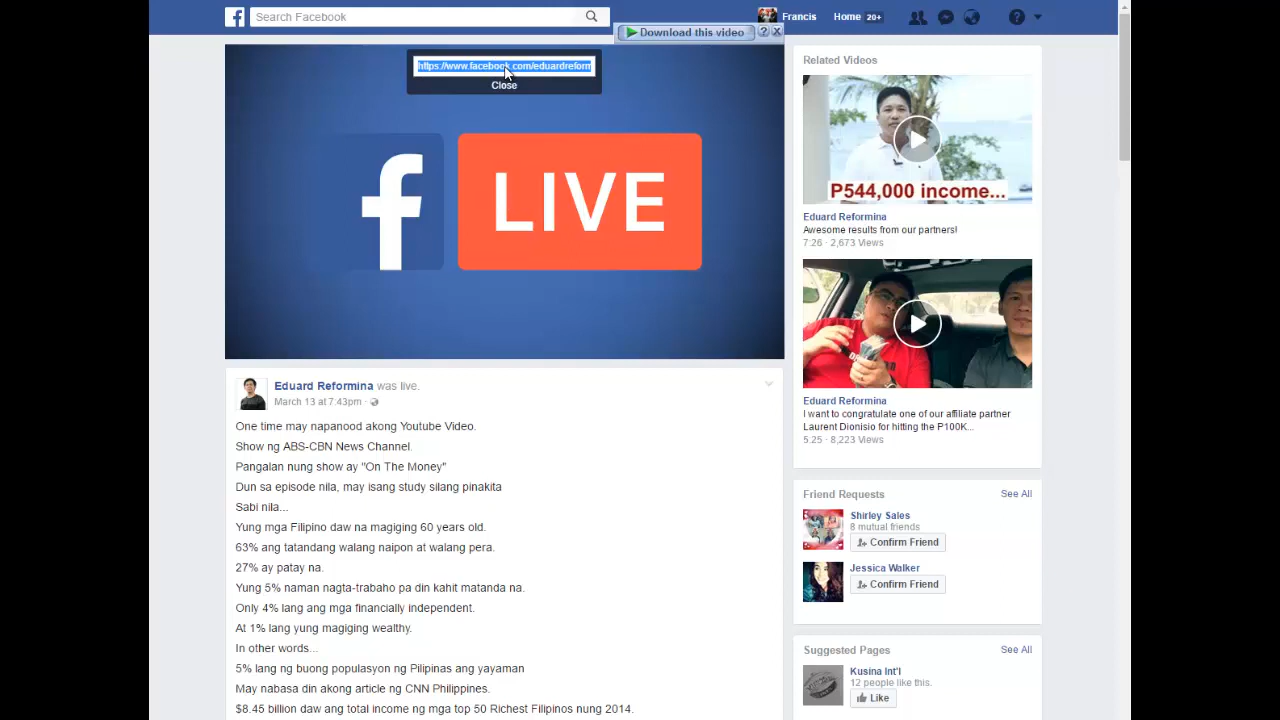 Search Facebook
Francis
Home 20+
Download this video
https://www.facebook.com/eduardreform
Close
f LIVE
Eduard Reformina was live.
March 13 at 7:43pm ·
One time may napanood akong Youtube Video.
Show ng ABS-CBN News Channel.
Pangalan nung show ay "On The Money"
Dun sa episode nila, may isang study silang pinakita
Sabi nila...
Yung mga Filipino daw na magiging 60 years old.
63% ang tatandang walang naipon at walang pera.
27% ay patay na.
Yung 5% naman nagta-trabaho pa din kahit matanda na.
Only 4% lang ang mga financially independent.
At 1% lang yung magiging wealthy.
In other words...
5% lang ng buong populasyon ng Pilipinas ang yayaman
May nabasa din akong article ng CNN Philippines.
$8.45 billion daw ang total income ng mga top 50 Richest Filipinos nung 2014.
Related Videos
P544,000 income...
Eduard Reformina
Awesome results from our partners!
7:26 · 2,673 Views
Eduard Reformina
I want to congratulate one of our affiliate partner
Laurent Dionisio for hitting the P100K...
5:25 · 8,223 Views
Friend Requests See All
Shirley Sales
8 mutual friends
Confirm Friend
Jessica Walker
Confirm Friend
Suggested Pages See All
Kusina Int'l
12 people like this.
Like